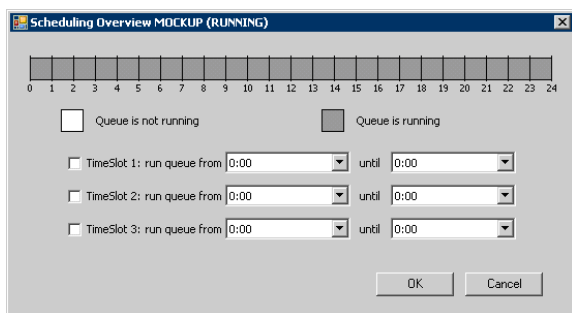 Scheduling Overview MOCKUP (RUNNING)
0 1 2 3 4 5 6 7 8 9 10 11 12 13 14 15 16 17 18 19 20 21 22 23 24
Queue is not running Queue is running
TimeSlot 1: run queue from 0:00 until 0:00
TimeSlot 2: run queue from 0:00 until 0:00
TimeSlot 3: run queue from 0:00 until 0:00
OK Cancel